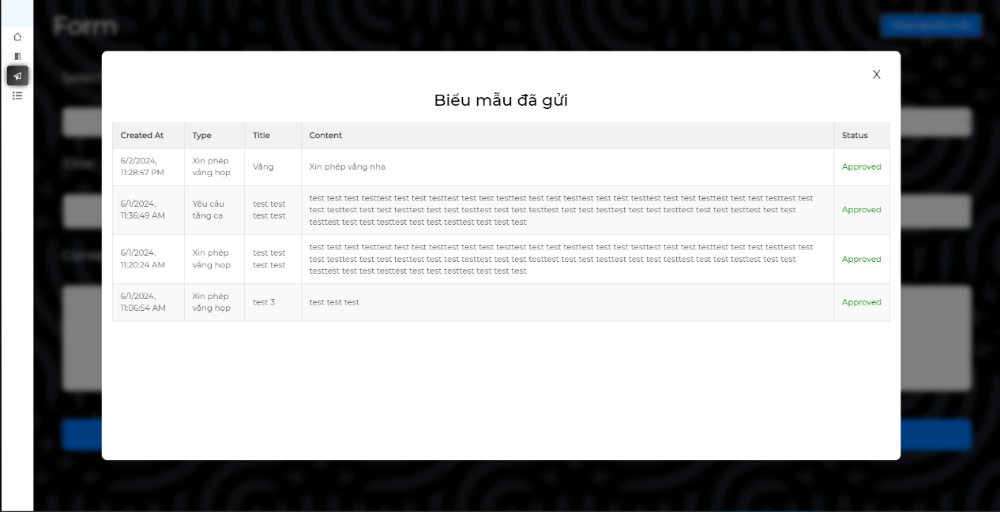 Form
X
Biểu mẫu đã gửi
Created At Type Title Content Status
6/2/2024, 11:28:57 PM
Xin phép vắng họp
Vắng
Xin phép vắng nha
Approved
6/1/2024, 11:36:49 AM
Yêu cầu tăng ca
test test test test
test test test testtest test test test testtest test test testtest test test test testtest test test testtest test test testtest test test testtest test
test testtest test test testtest test test testtest test test testtest test test testtest test test testtest test test testtest test test
testtest test test testtest test test testtest test test test
Approved
6/1/2024, 11:20:24 AM
Xin phép vắng họp
test test test test
test test test testtest test test test testtest test test testtest test test test testtest test test testtest test test testtest test test testtest test
test testtest test test testtest test test testtest test test testtest test test testtest test test testtest test test testtest test test
testtest test test testtest test test testtest test test test
Approved
6/1/2024, 11:06:54 AM
Xin phép vắng họp
test 3
test test test
Approved